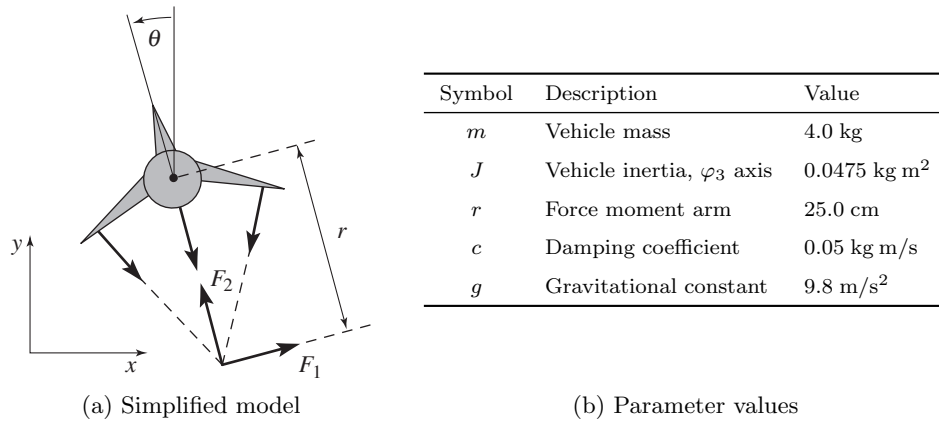 θ
r
y
F₂
x
F₁
(a) Simplified model
Symbol Description Value
m Vehicle mass 4.0 kg
J Vehicle inertia, φ₃ axis 0.0475 kg m²
r Force moment arm 25.0 cm
c Damping coefficient 0.05 kg m/s
g Gravitational constant 9.8 m/s²
(b) Parameter values